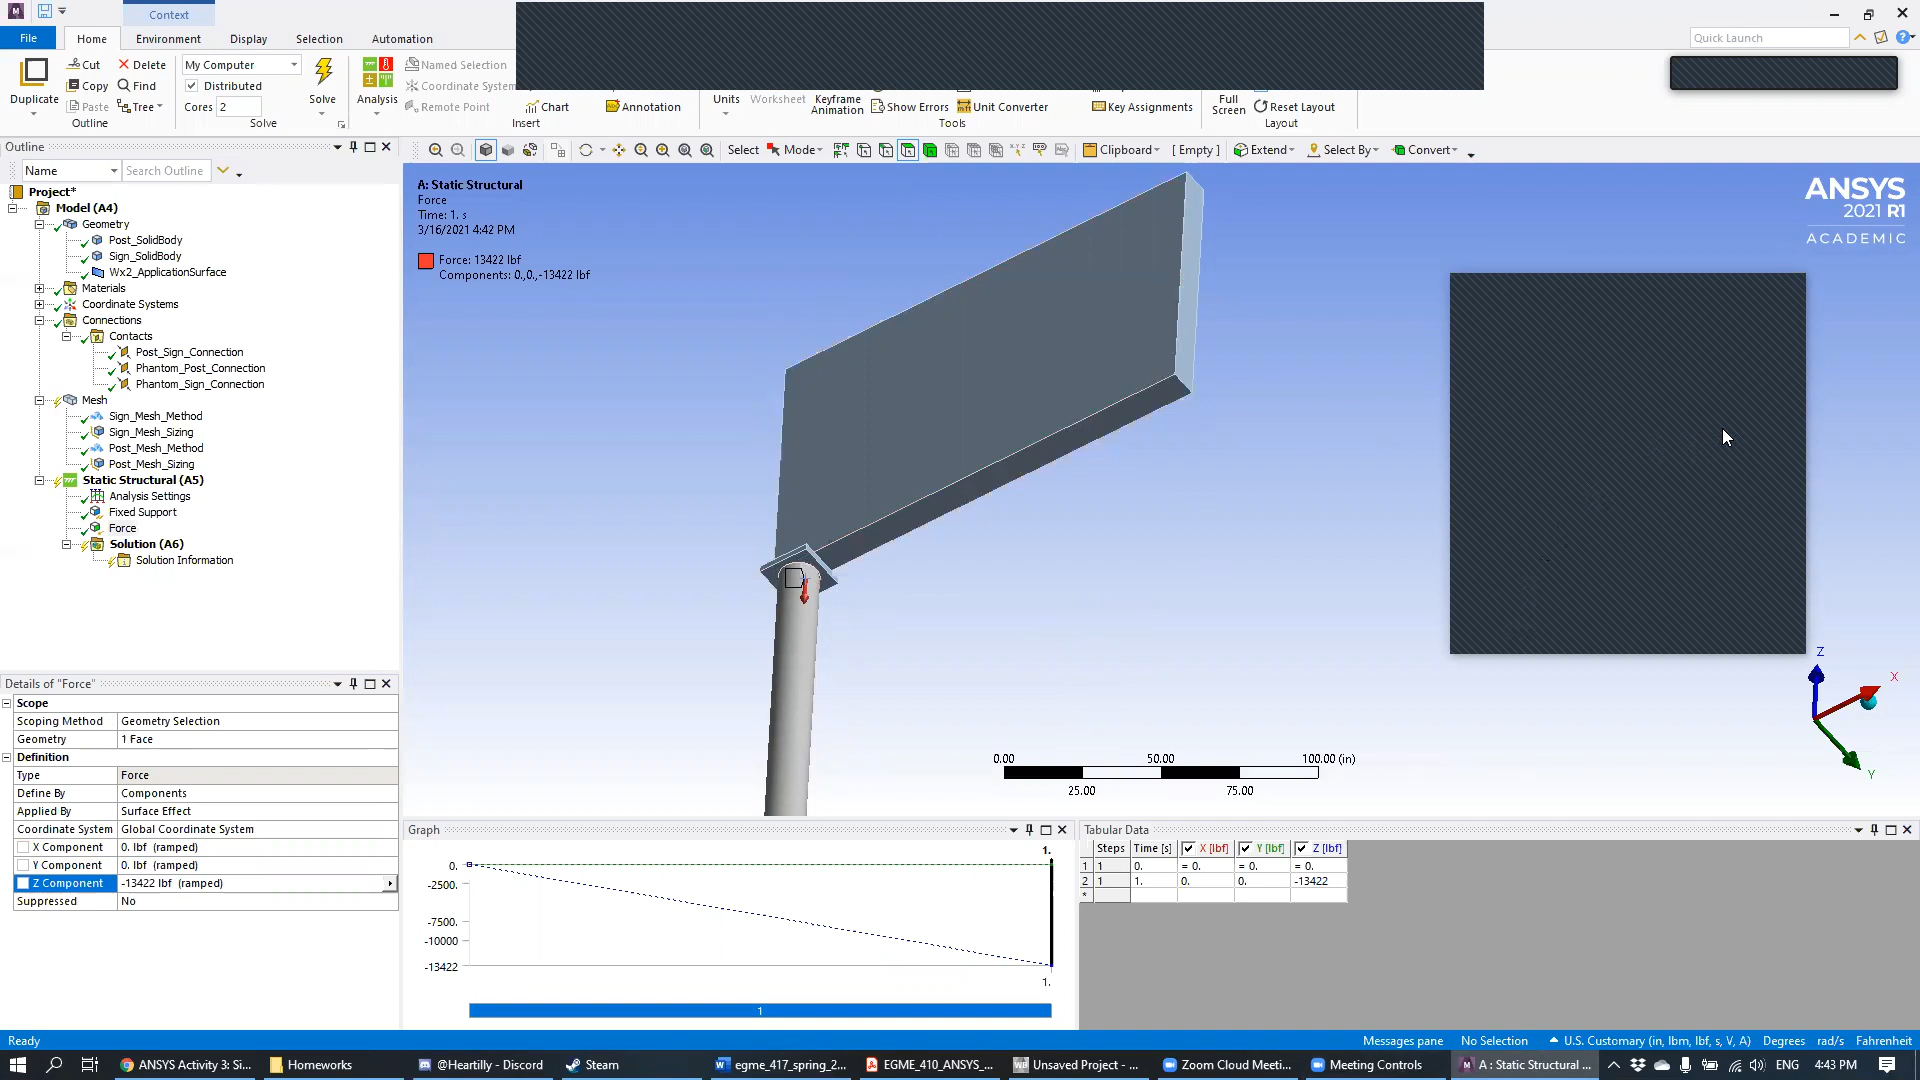 Context
File
Home
Environment
Display
Selection
Automation
Quick Launch
Duplicate
Cut
Copy
Paste
Delete
Find
Tree
Outline
My Computer
Distributed
Cores 2
Solve
Solve
Analysis
Named Selection
Coordinate System
Remote Point
Chart
Annotation
Insert
Units
Worksheet
Keyframe
Animation
Show Errors
Unit Converter
Key Assignments
Tools
Full
Screen
Reset Layout
Layout
Outline
Name
Search Outline
Select
Mode
Clipboard
[ Empty ]
Extend
Select By
Convert
Project*
Model (A4)
Geometry
Post_SolidBody
Sign_SolidBody
Wx2_ApplicationSurface
Materials
Coordinate Systems
Connections
Contacts
Post_Sign_Connection
Phantom_Post_Connection
Phantom_Sign_Connection
Mesh
Sign_Mesh_Method
Sign_Mesh_Sizing
Post_Mesh_Method
Post_Mesh_Sizing
Static Structural (A5)
Analysis Settings
Fixed Support
Force
Solution (A6)
Solution Information
A: Static Structural
Force
Time: 1. s
3/16/2021 4:42 PM
Force: 13422 lbf
Components: 0.,0.,-13422 lbf
ANSYS
2021 R1
ACADEMIC
0.00 50.00 100.00 (in)
25.00 75.00
Z
X
Y
Details of "Force"
Scope
Scoping Method Geometry Selection
Geometry 1 Face
Definition
Type Force
Define By Components
Applied By Surface Effect
Coordinate System Global Coordinate System
X Component 0. lbf (ramped)
Y Component 0. lbf (ramped)
Z Component -13422 lbf (ramped)
Suppressed No
Graph
1.
0.
-2500.
-7500.
-10000
-13422
1.
1
Tabular Data
Steps Time [s] X [lbf] Y [lbf] Z [lbf]
1 1 0. = 0. = 0. = 0.
2 1 1. 0. 0. -13422
*
Ready
Messages pane
No Selection
U.S. Customary (in, lbm, lbf, s, V, A)
Degrees
rad/s
Fahrenheit
ANSYS Activity 3: Si...
Homeworks
@Heartilly - Discord
Steam
egme_417_spring_2...
EGME_410_ANSYS_...
Unsaved Project - ...
Zoom Cloud Meeti...
Meeting Controls
A : Static Structural ...
ENG
4:43 PM